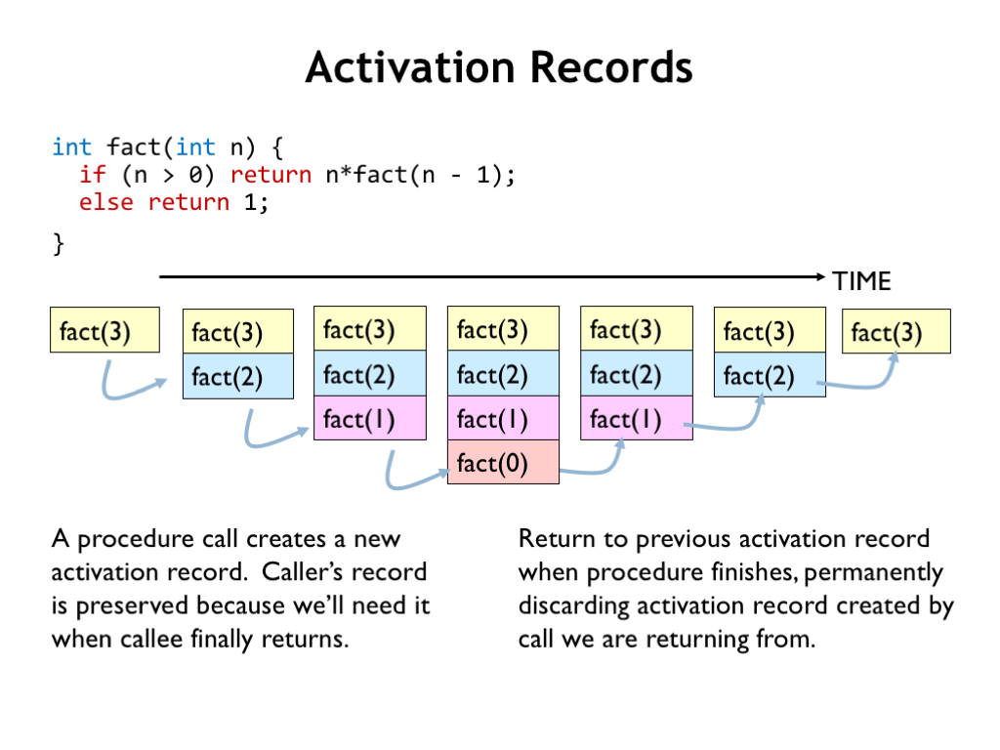 Activation Records
int fact(int n) {
if (n > 0) return n*fact(n - 1);
else return 1;
}
TIME
fact(3)
fact(3)
fact(2)
fact(3)
fact(2)
fact(1)
fact(3)
fact(2)
fact(1)
fact(0)
fact(3)
fact(2)
fact(1)
fact(3)
fact(2)
fact(3)
A procedure call creates a new
activation record. Caller’s record
is preserved because we’ll need it
when callee finally returns.
Return to previous activation record
when procedure finishes, permanently
discarding activation record created by
call we are returning from.